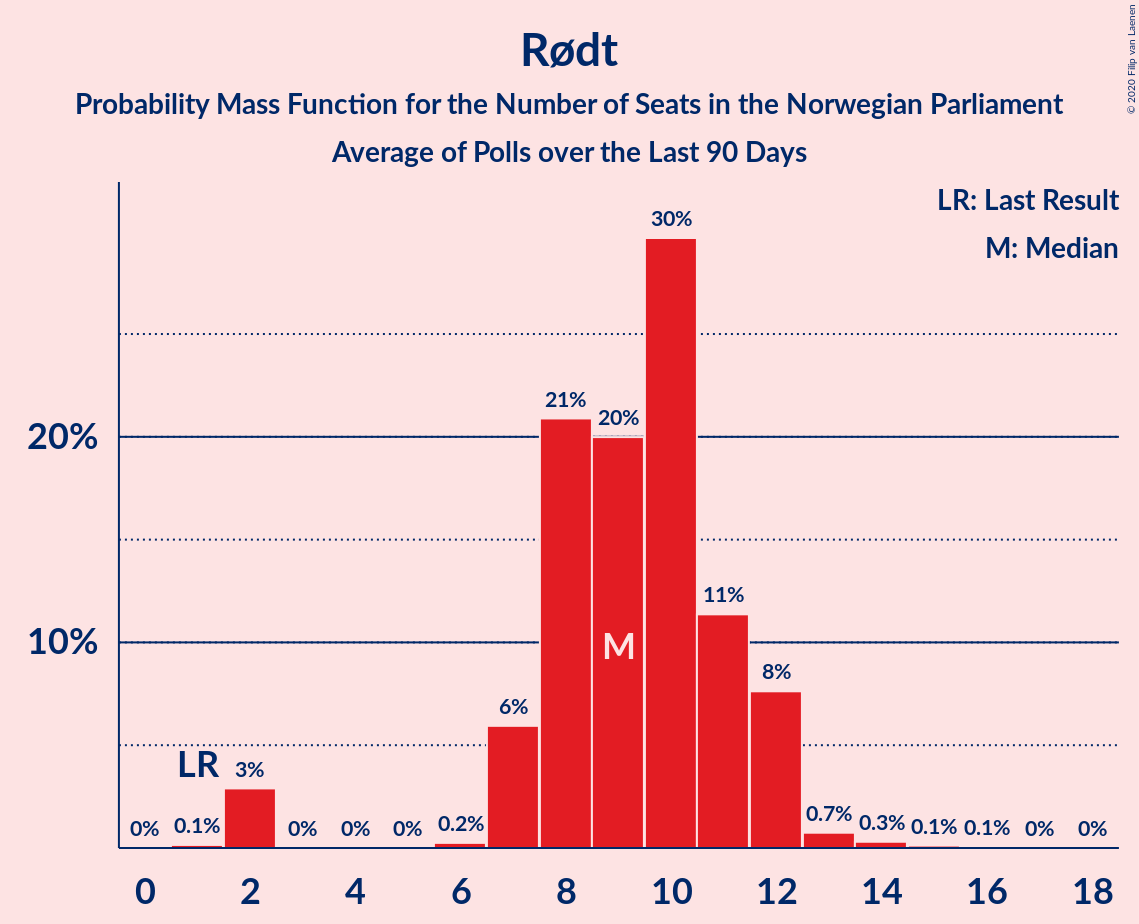 Rødt
Probability Mass Function for the Number of Seats in the Norwegian Parliament
Average of Polls over the Last 90 Days
© 2020 Filip van Laenen
LR: Last Result
M: Median
30%
21%
20%
20%
11%
10%
M
8%
6%
LR
3%
0%
0.1%
0%
0%
0%
0.2%
0.7%
0.3%
0.1%
0.1%
0%
0%
0 2 4 6 8 10 12 14 16 18